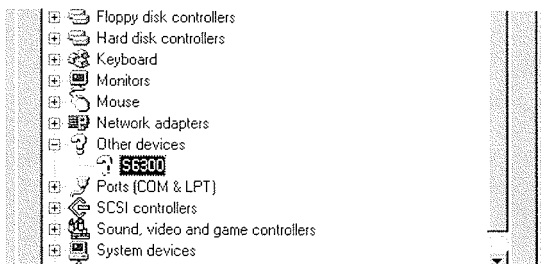 Floppy disk controllers
Hard disk controllers
Keyboard
Monitors
Mouse
Network adapters
Other devices
S6300
Ports (COM & LPT)
SCSI controllers
Sound, video and game controllers
System devices